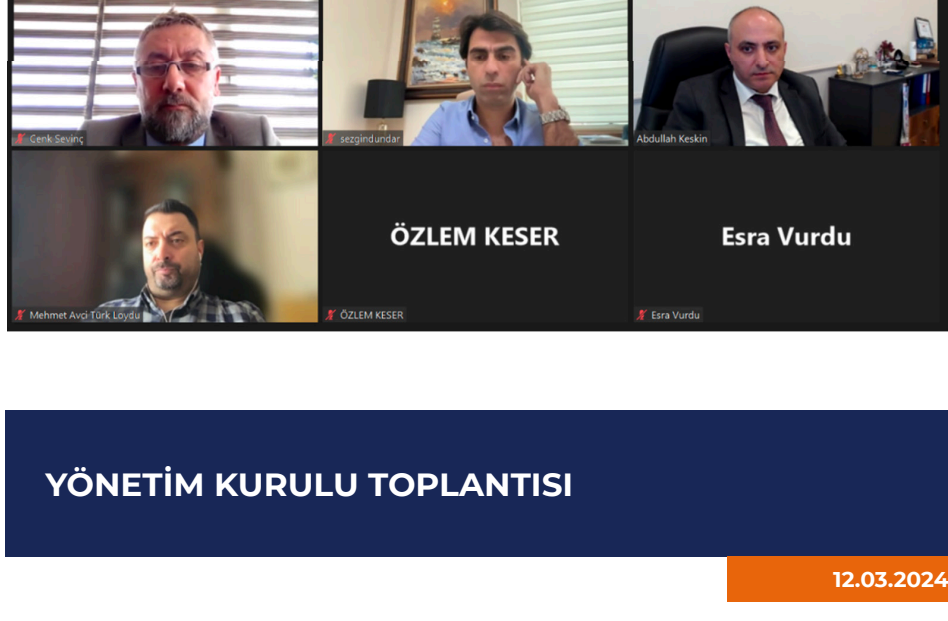 Cenk Sevinç
sezgindundar
Abdullah Keskin
ÖZLEM KESER
Esra Vurdu
Mehmet Avci Türk Loydu
ÖZLEM KESER
Esra Vurdu
YÖNETİM KURULU TOPLANTISI
12.03.2024